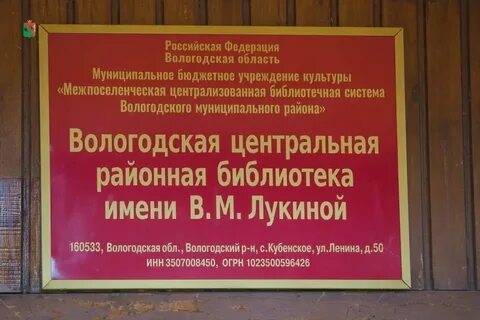 Российская Федерация
Вологодская область
Муниципальное бюджетное учреждение культуры
«Межпоселенческая централизованная библиотечная система
Вологодского муниципального района»
Вологодская центральная
районная библиотека
имени В.М. Лукиной
160533, Вологодская обл., Вологодский р-н, с.Кубенское, ул.Ленина, д.50
ИНН 3507008450, ОГРН 1023500596426